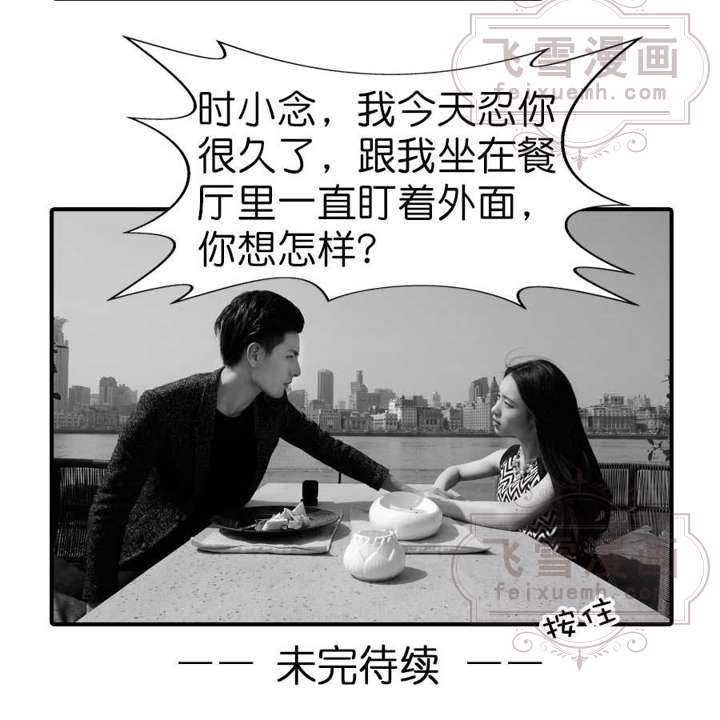 飞雪漫画
feixuemh.com
时小念，我今天忍你
很久了，跟我坐在餐
厅里一直盯着外面，
你想怎样？
飞雪漫画
feixuemh.com
按住
—— 未完待续 ——